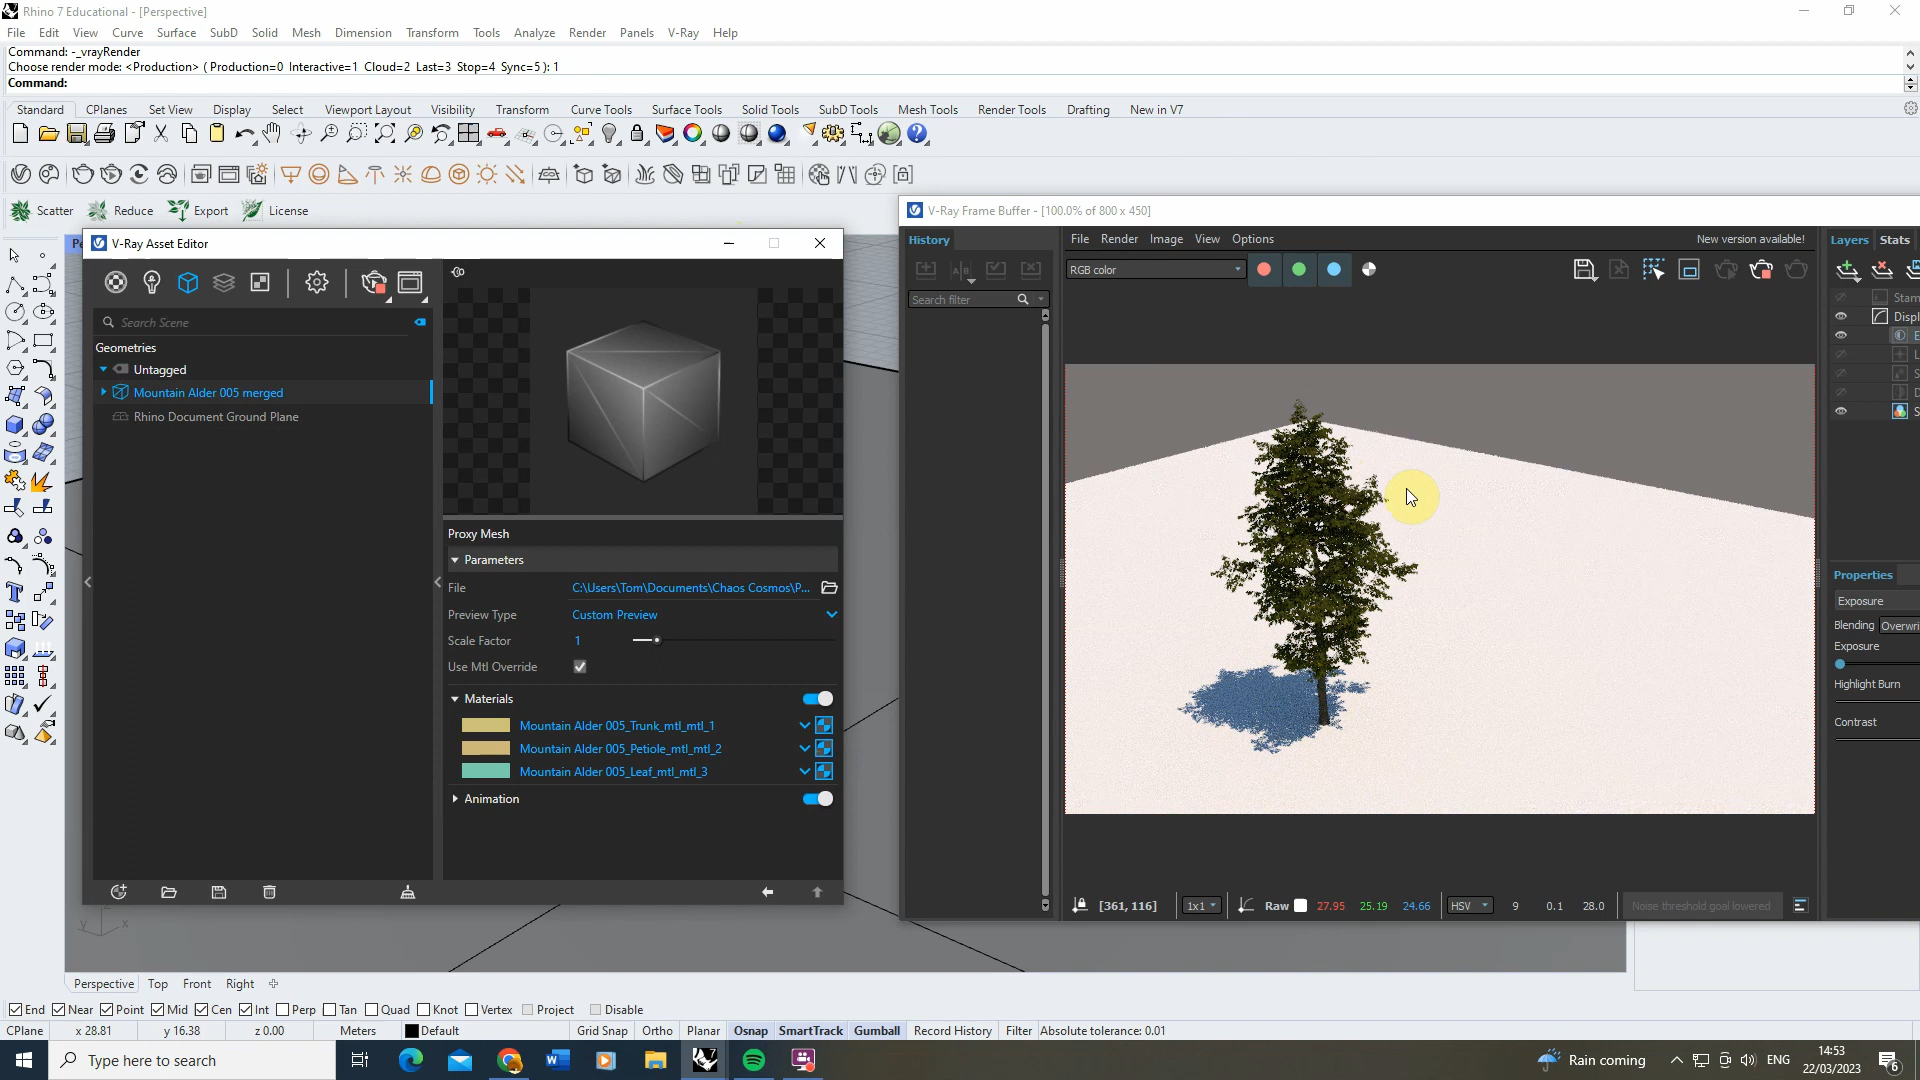 Rhino 7 Educational - [Perspective]
File Edit View Curve Surface SubD Solid Mesh Dimension Transform Tools Analyze Render Panels V-Ray Help
Command: -_vrayRender
Choose render mode: <Production> ( Production=0 Interactive=1 Cloud=2 Last=3 Stop=4 Sync=5 ): 1
Command:
Standard CPlanes Set View Display Select Viewport Layout Visibility Transform Curve Tools Surface Tools Solid Tools SubD Tools Mesh Tools Render Tools Drafting New in V7
Scatter Reduce Export License
V-Ray Frame Buffer - [100.0% of 800 x 450]
History
File Render Image View Options
New version available!
Layers Stats
RGB color
Search filter
V-Ray Asset Editor
Search Scene
Geometries
Untagged
Mountain Alder 005 merged
Rhino Document Ground Plane
Proxy Mesh
Parameters
File C:\Users\Tom\Documents\Chaos Cosmos\P...
Preview Type Custom Preview
Scale Factor 1
Use Mtl Override
Materials
Mountain Alder 005_Trunk_mtl_mtl_1
Mountain Alder 005_Petiole_mtl_mtl_2
Mountain Alder 005_Leaf_mtl_mtl_3
Animation
Stam
Displ
Properties
Exposure
Blending Overwri
Exposure
Highlight Burn
Contrast
[361, 116] 1x1 Raw 27.95 25.19 24.66 HSV 9 0.1 28.0 Noise threshold goal lowered
y x
Perspective Top Front Right
End Near Point Mid Cen Int Perp Tan Quad Knot Vertex Project Disable
CPlane x 28.81 y 16.38 z 0.00 Meters Default Grid Snap Ortho Planar Osnap SmartTrack Gumball Record History Filter Absolute tolerance: 0.01
Type here to search
Rain coming
ENG
14:53
22/03/2023
6